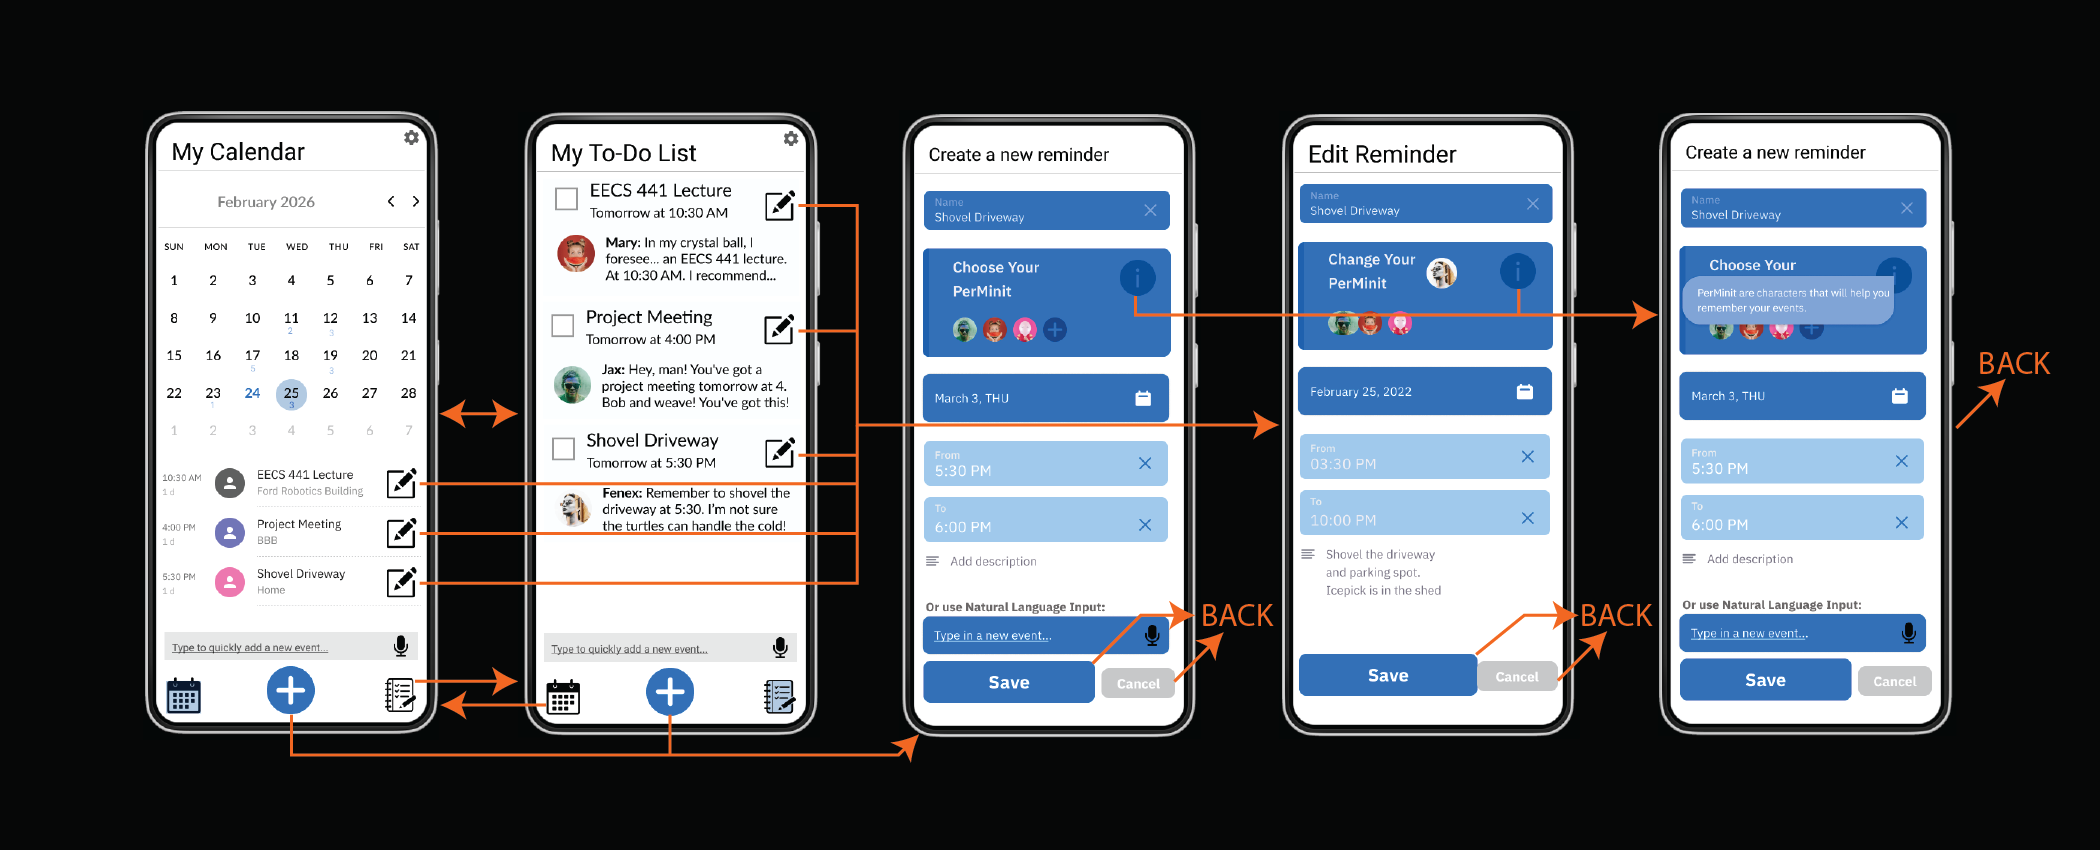 My Calendar
February 2026
SUN MON TUE WED THU FRI SAT
1 2 3 4 5 6 7
8 9 10 11 12 13 14
2 3
15 16 17 18 19 20 21
5 3
22 23 24 25 26 27 28
1 3
1 2 3 4 5 6 7
10:30 AM EECS 441 Lecture
1 d Ford Robotics Building
4:00 PM Project Meeting
1 d BBB
5:30 PM Shovel Driveway
1 d Home
Type to quickly add a new event...
My To-Do List
EECS 441 Lecture
Tomorrow at 10:30 AM
Mary: In my crystal ball, I
foresee... an EECS 441 lecture.
At 10:30 AM. I recommend...
Project Meeting
Tomorrow at 4:00 PM
Jax: Hey, man! You've got a
project meeting tomorrow at 4.
Bob and weave! You've got this!
Shovel Driveway
Tomorrow at 5:30 PM
Fenex: Remember to shovel the
driveway at 5:30. I'm not sure
the turtles can handle the cold!
Type to quickly add a new event...
Create a new reminder
Name
Shovel Driveway
Choose Your
PerMinit
i
March 3, THU
From
5:30 PM
To
6:00 PM
Add description
Or use Natural Language Input:
Type in a new event...
Save
Cancel
BACK
Edit Reminder
Name
Shovel Driveway
Change Your
PerMinit
i
February 25, 2022
From
03:30 PM
To
10:00 PM
Shovel the driveway
and parking spot.
Icepick is in the shed
Save
Cancel
BACK
Create a new reminder
Name
Shovel Driveway
Choose Your
i
PerMinit are characters that will help you
remember your events.
March 3, THU
From
5:30 PM
To
6:00 PM
Add description
Or use Natural Language Input:
Type in a new event...
Save
Cancel
BACK